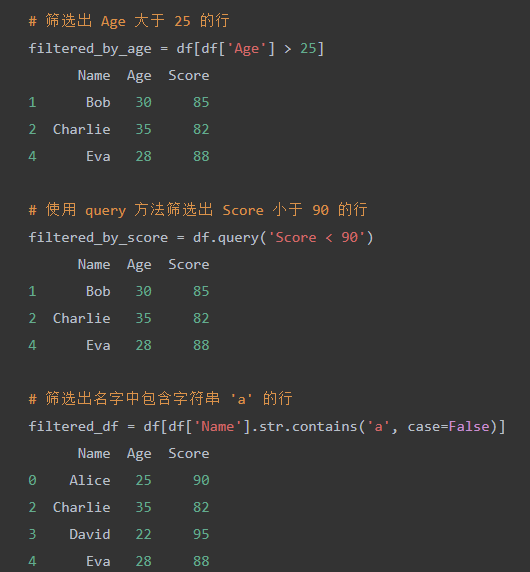 # 筛选出 Age 大于 25 的行
filtered_by_age = df[df['Age'] > 25]
Name Age Score
1 Bob 30 85
2 Charlie 35 82
4 Eva 28 88
# 使用 query 方法筛选出 Score 小于 90 的行
filtered_by_score = df.query('Score < 90')
Name Age Score
1 Bob 30 85
2 Charlie 35 82
4 Eva 28 88
# 筛选出名字中包含字符串 'a' 的行
filtered_df = df[df['Name'].str.contains('a', case=False)]
Name Age Score
0 Alice 25 90
2 Charlie 35 82
3 David 22 95
4 Eva 28 88